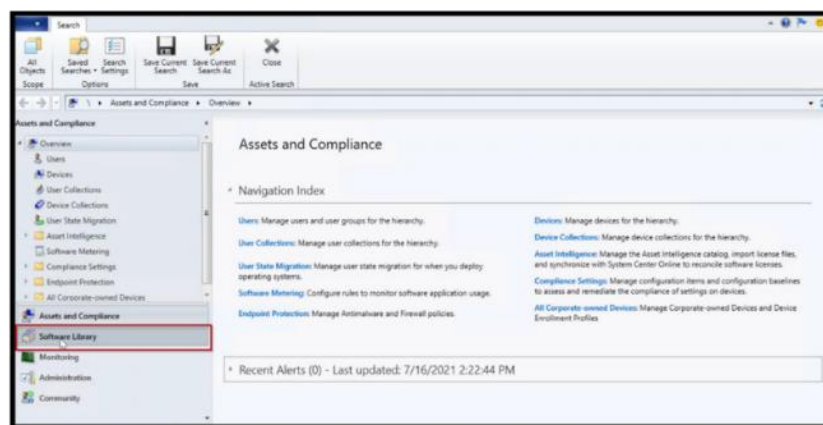 Search
All Objects
Saved Searches
Search Settings
Save Current Search
Save Current Search As
Close
Scope
Options
Save
Active Search
\ Assets and Compliance Overview
Assets and Compliance
Overview
Users
Devices
User Collections
Device Collections
User State Migration
Asset Intelligence
Software Metering
Compliance Settings
Endpoint Protection
All Corporate-owned Devices
Assets and Compliance
Software Library
Monitoring
Administration
Community
Assets and Compliance
Navigation Index
Users: Manage users and user groups for the hierarchy.
User Collections: Manage user collections for the hierarchy.
User State Migration: Manage user state migration for when you deploy
operating systems.
Software Metering: Configure rules to monitor software application usage.
Endpoint Protection: Manage Antimalware and Firewall policies.
Devices: Manage devices for the hierarchy.
Device Collections: Manage device collections for the hierarchy.
Asset Intelligence: Manage the Asset Intelligence catalog, import license files,
and synchronize with System Center Online to reconcile software licenses.
Compliance Settings: Manage configuration items and configuration baselines
to assess and remediate the compliance of settings on devices.
All Corporate-owned Devices: Manage Corporate-owned Devices and Device
Enrollment Profiles
Recent Alerts (0) - Last updated: 7/16/2021 2:22:44 PM